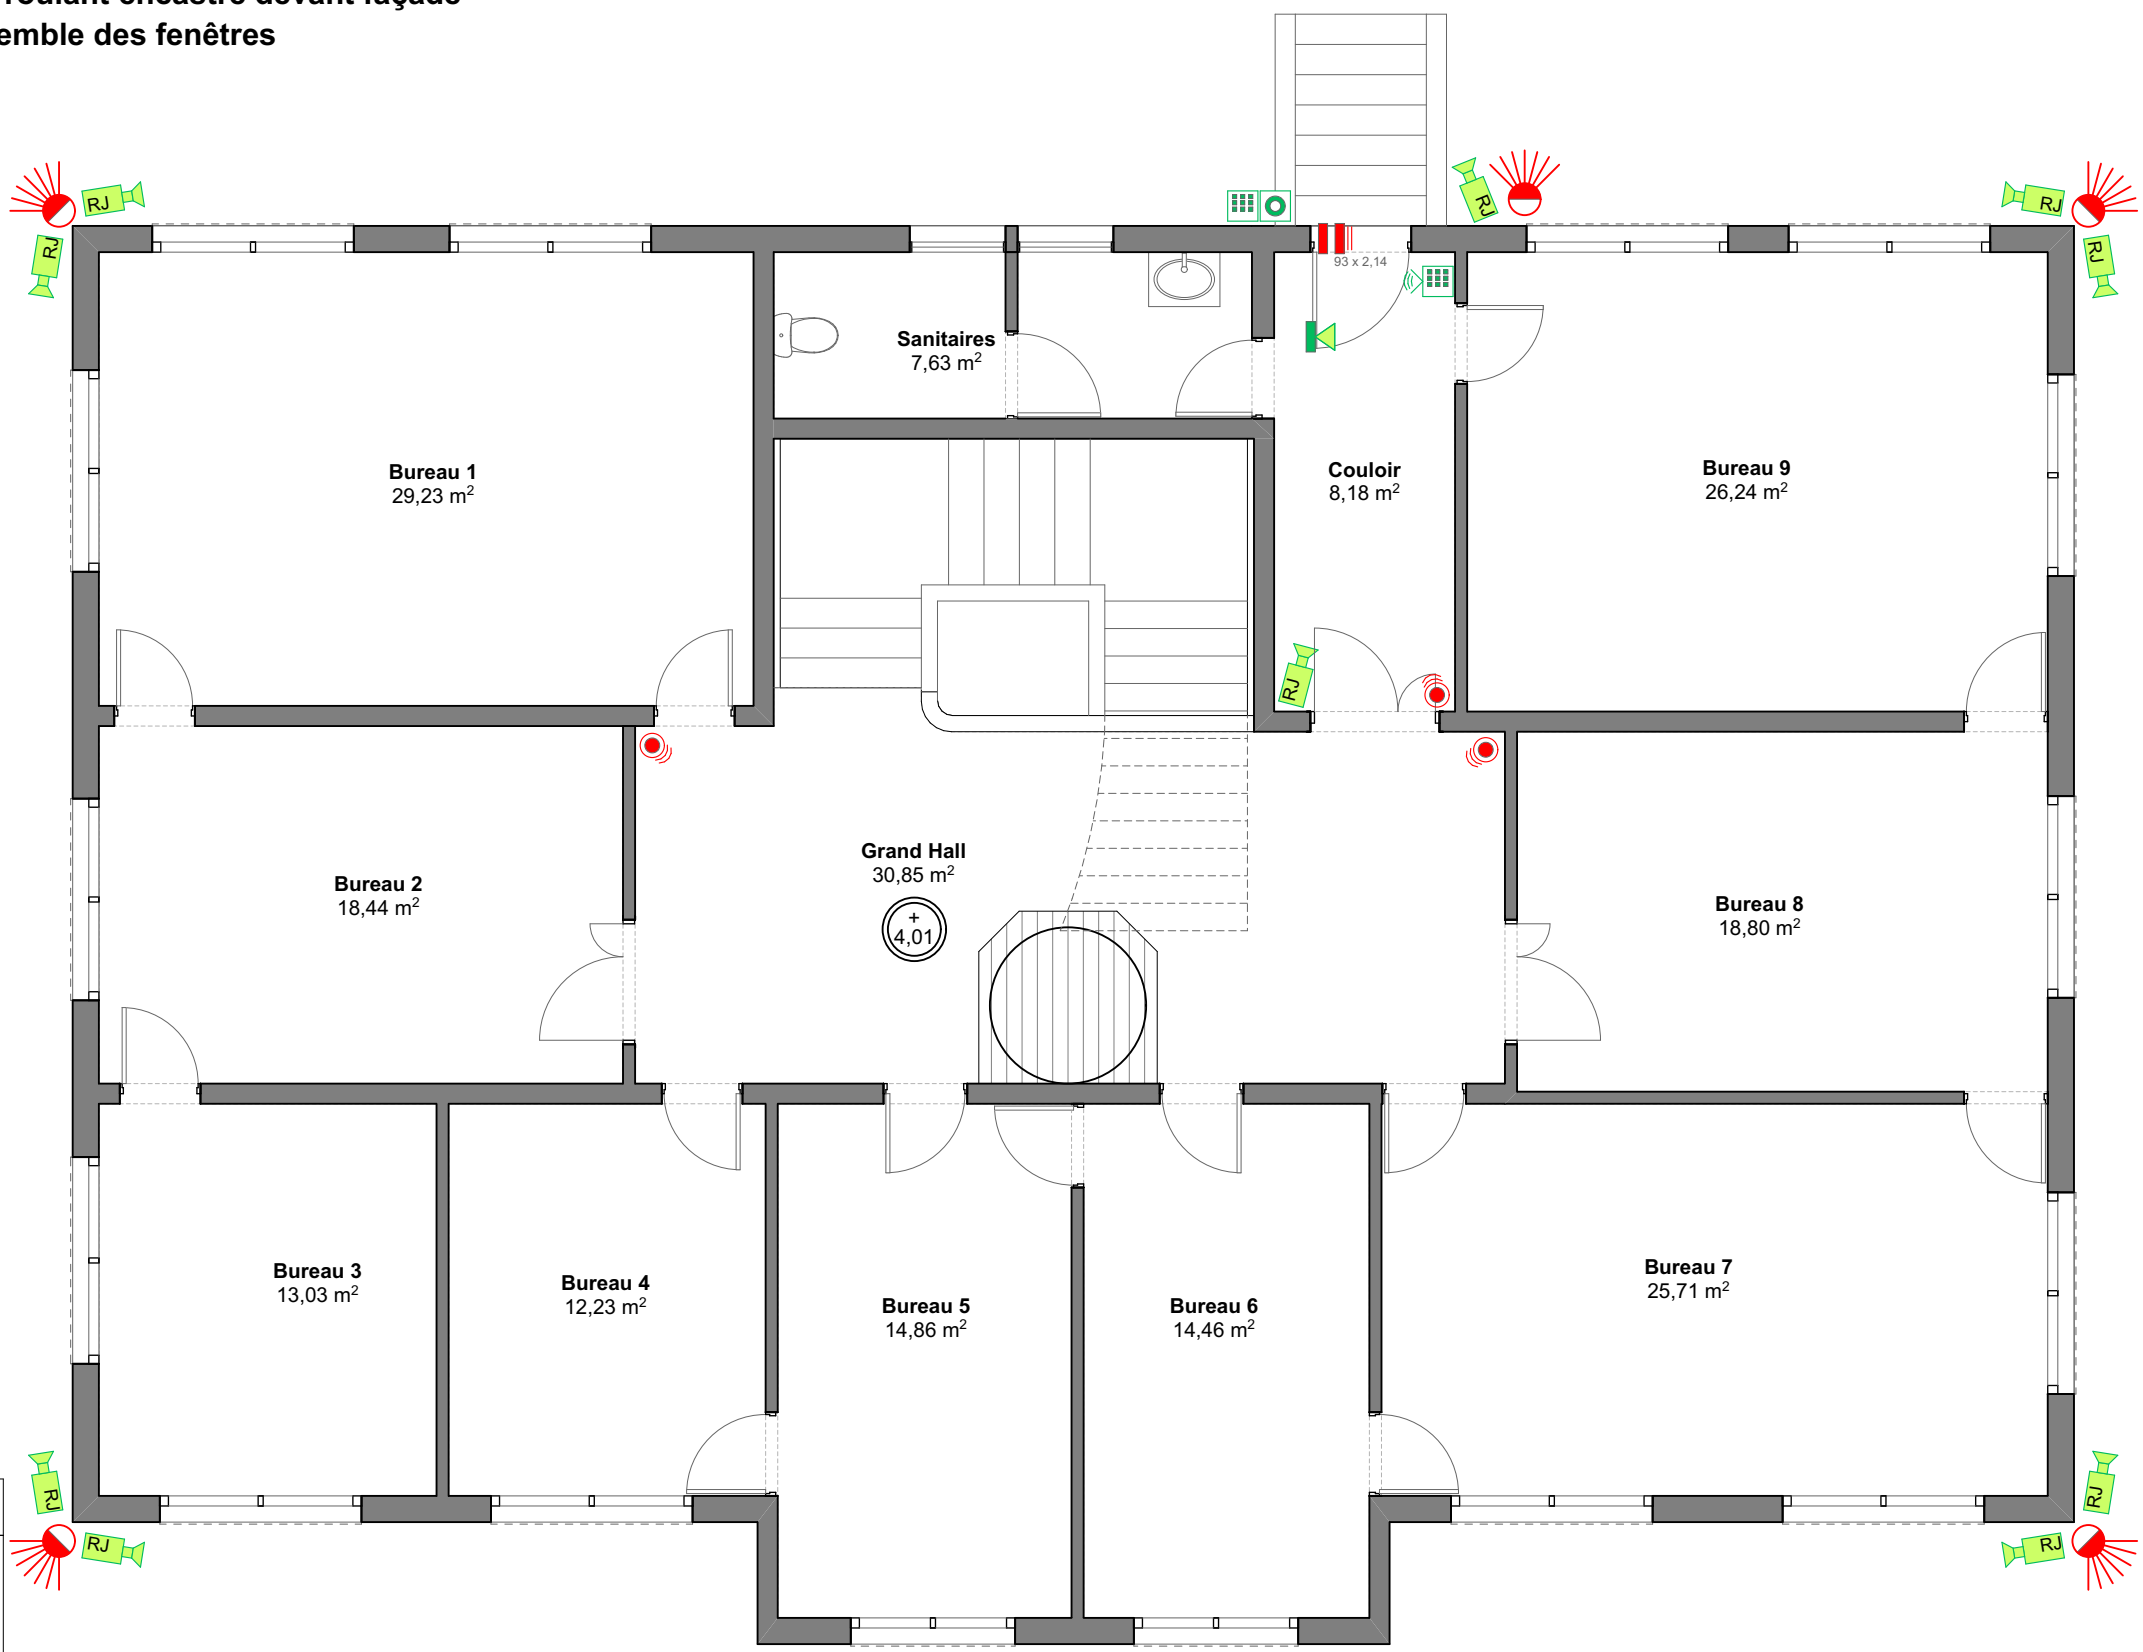 roulant encastré devant façade
emble des fenêtres
RJ
RJ
RJ
RJ
RJ
93 x 2,14
Sanitaires
7,63 m²
Bureau 1
29,23 m²
Couloir
8,18 m²
Bureau 9
26,24 m²
RJ
Grand Hall
30,85 m²
+
4,01
Bureau 2
18,44 m²
Bureau 8
18,80 m²
Bureau 3
13,03 m²
Bureau 4
12,23 m²
Bureau 5
14,86 m²
Bureau 6
14,46 m²
Bureau 7
25,71 m²
RJ
RJ
RJ
RJ